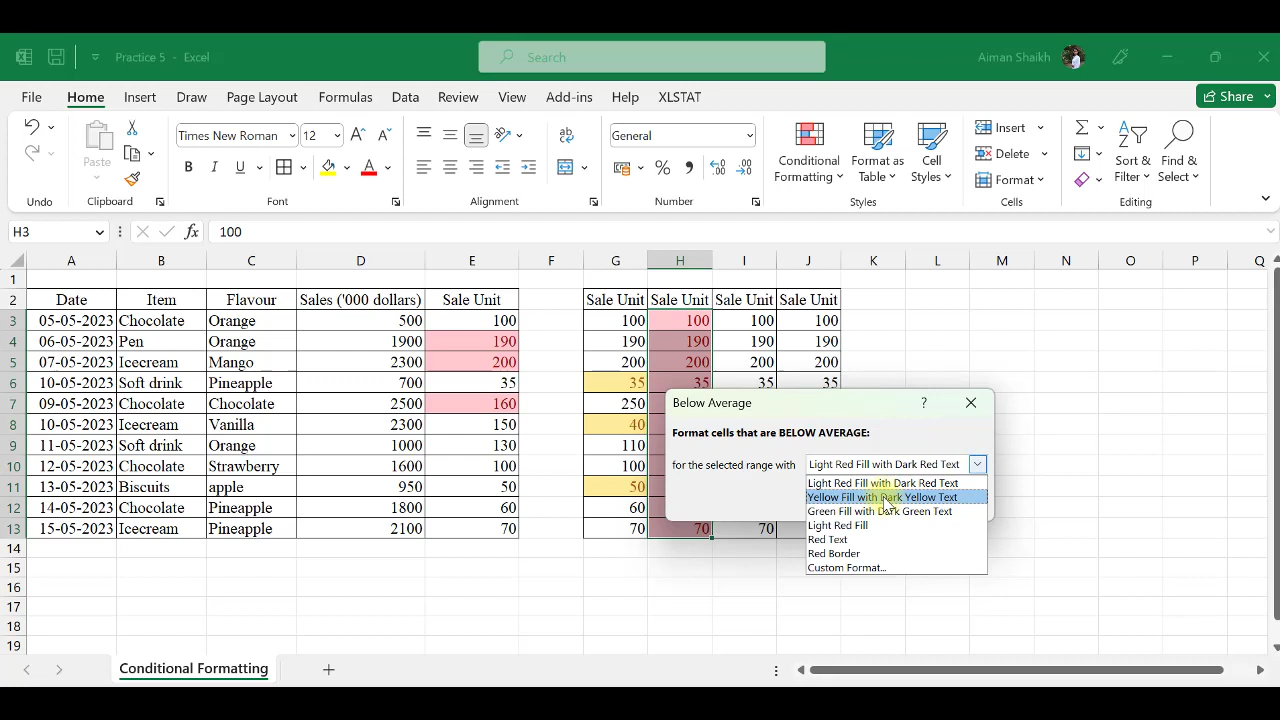 Practice 5 - Excel
Search
Aiman Shaikh
File Home Insert Draw Page Layout Formulas Data Review View Add-ins Help XLSTAT Share
Times New Roman 12 General
Paste
B I U A
Conditional Formatting
Format as Table
Cell Styles
Insert
Delete
Format
Sort & Filter
Find & Select
Undo Clipboard Font Alignment Number Styles Cells Editing
H3 fx 100
A B C D E F G H I J K L M N O P Q
1
2 Date Item Flavour Sales ('000 dollars) Sale Unit Sale Unit Sale Unit Sale Unit Sale Unit
3 05-05-2023 Chocolate Orange 500 100 100 100 100 100
4 06-05-2023 Pen Orange 1900 190 190 190 190 190
5 07-05-2023 Icecream Mango 2300 200 200 200 200 200
6 10-05-2023 Soft drink Pineapple 700 35 35 35 35 35
7 09-05-2023 Chocolate Chocolate 2500 160 250
8 10-05-2023 Icecream Vanilla 2300 150 40
9 11-05-2023 Soft drink Orange 1000 130 110
10 12-05-2023 Chocolate Strawberry 1600 100 100
11 13-05-2023 Biscuits apple 950 50 50
12 14-05-2023 Chocolate Pineapple 1800 60 60
13 15-05-2023 Icecream Pineapple 2100 70 70 70 70
14
15
16
17
18
19
Below Average ?
Format cells that are BELOW AVERAGE:
for the selected range with Light Red Fill with Dark Red Text
Light Red Fill with Dark Red Text
Yellow Fill with Dark Yellow Text
Green Fill with Dark Green Text
Light Red Fill
Red Text
Red Border
Custom Format...
Conditional Formatting